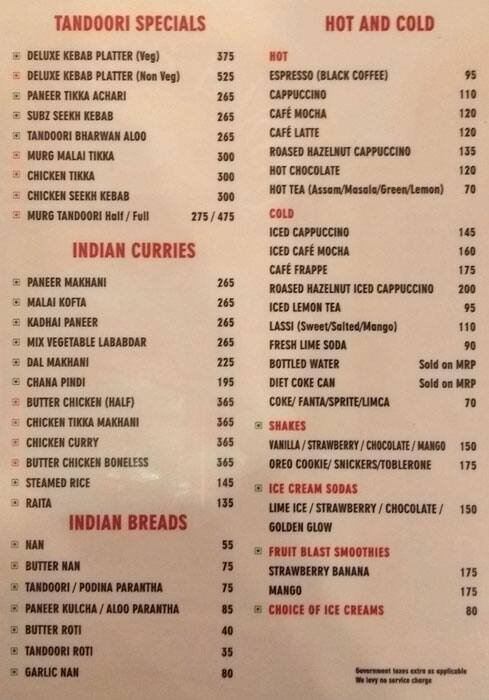 TANDOORI SPECIALS
DELUXE KEBAB PLATTER (Veg) 375
DELUXE KEBAB PLATTER (Non Veg) 525
PANEER TIKKA ACHARI 265
SUBZ SEEKH KEBAB 265
TANDOORI BHARWAN ALOO 265
MURG MALAI TIKKA 300
CHICKEN TIKKA 300
CHICKEN SEEKH KEBAB 300
MURG TANDOORI Half / Full 275 / 475
INDIAN CURRIES
PANEER MAKHANI 265
MALAI KOFTA 265
KADHAI PANEER 265
MIX VEGETABLE LABABDAR 265
DAL MAKHANI 225
CHANA PINDI 195
BUTTER CHICKEN (HALF) 365
CHICKEN TIKKA MAKHANI 365
CHICKEN CURRY 365
BUTTER CHICKEN BONELESS 365
STEAMED RICE 145
RAITA 135
INDIAN BREADS
NAN 55
BUTTER NAN 75
TANDOORI / PODINA PARANTHA 75
PANEER KULCHA / ALOO PARANTHA 85
BUTTER ROTI 40
TANDOORI ROTI 35
GARLIC NAN 80
HOT AND COLD
HOT
ESPRESSO (BLACK COFFEE) 95
CAPPUCCINO 110
CAFÉ MOCHA 120
CAFÉ LATTE 120
ROASED HAZELNUT CAPPUCCINO 135
HOT CHOCOLATE 120
HOT TEA (Assam/Masala/Green/Lemon) 70
COLD
ICED CAPPUCCINO 145
ICED CAFÉ MOCHA 160
CAFÉ FRAPPE 175
ROASED HAZELNUT ICED CAPPUCCINO 200
ICED LEMON TEA 95
LASSI (Sweet/Salted/Mango) 110
FRESH LIME SODA 90
BOTTLED WATER Sold on MRP
DIET COKE CAN Sold on MRP
COKE/ FANTA/SPRITE/LIMCA 70
SHAKES
VANILLA / STRAWBERRY / CHOCOLATE / MANGO 150
OREO COOKIE/ SNICKERS/TOBLERONE 175
ICE CREAM SODAS
LIME ICE / STRAWBERRY / CHOCOLATE / 150
GOLDEN GLOW
FRUIT BLAST SMOOTHIES
STRAWBERRY BANANA 175
MANGO 175
CHOICE OF ICE CREAMS 80
Government taxes extra as applicable
We levy no service charge